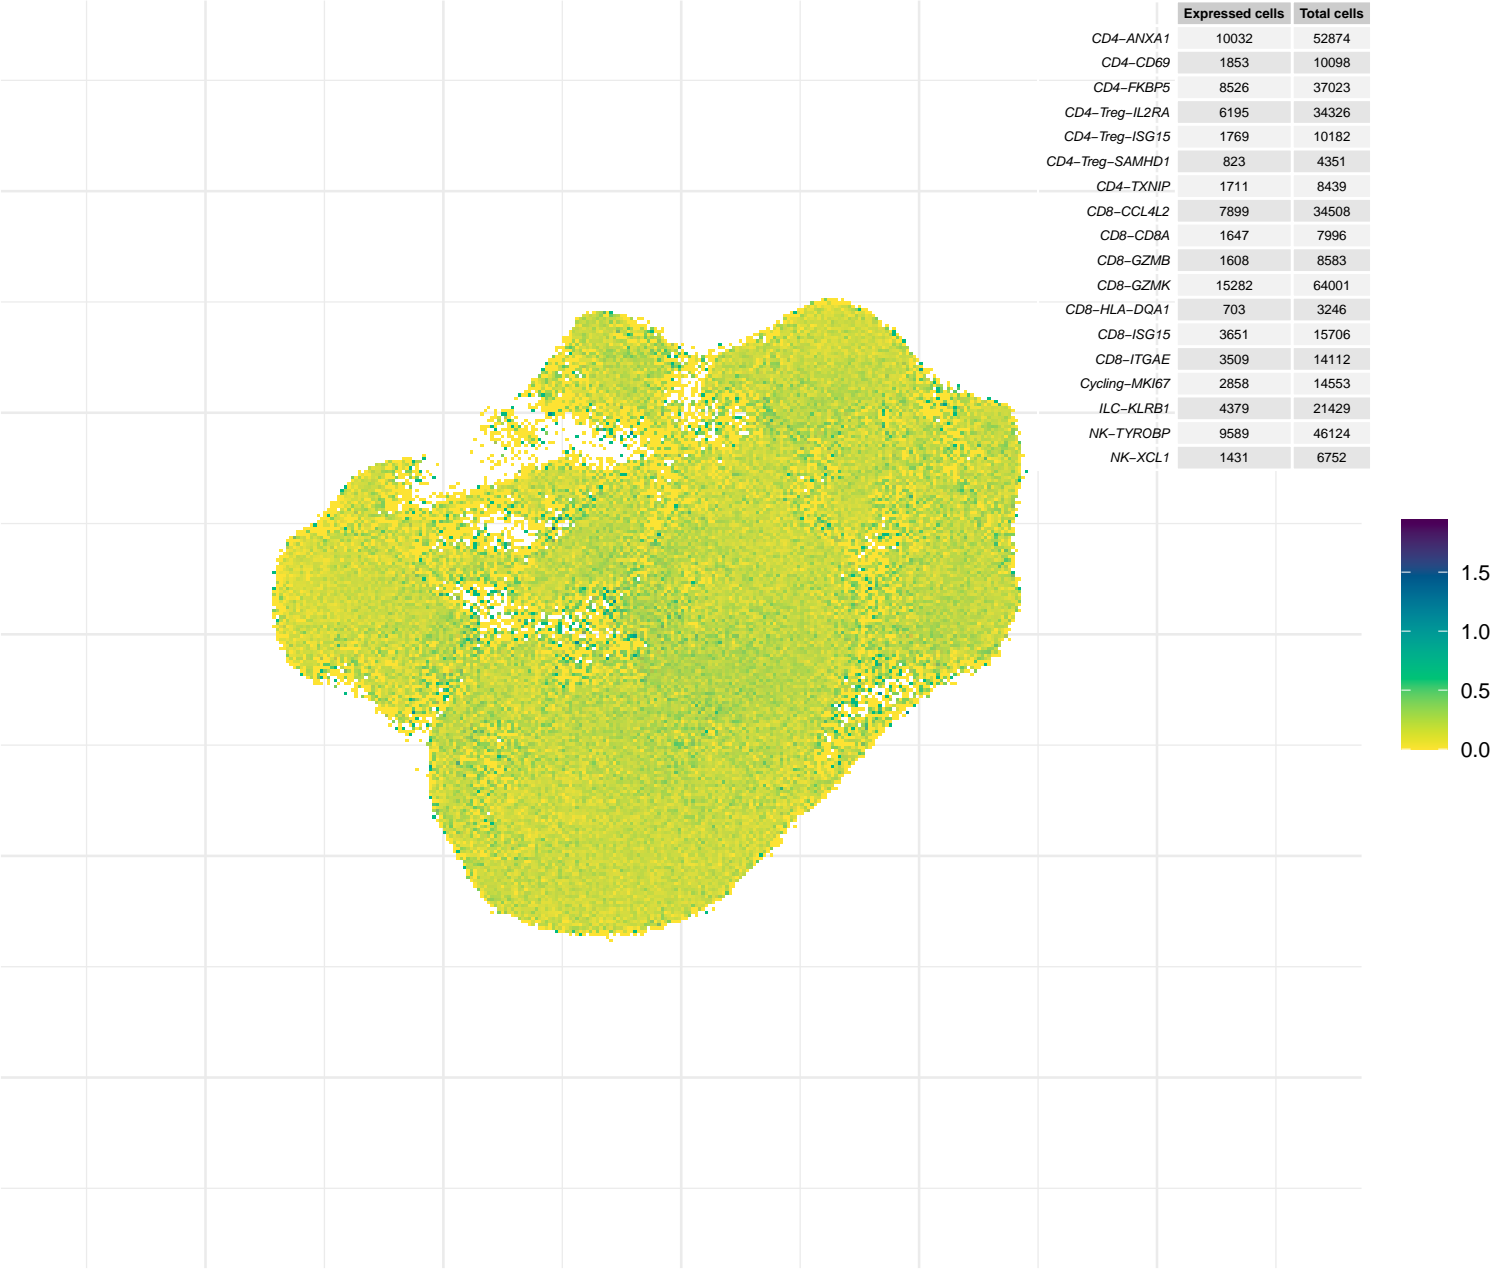 Expressed cells Total cells
CD4−ANXA1 10032 52874
CD4−CD69 1853 10098
CD4−FKBP5 8526 37023
CD4−Treg−IL2RA 6195 34326
CD4−Treg−ISG15 1769 10182
CD4−Treg−SAMHD1 823 4351
CD4−TXNIP 1711 8439
CD8−CCL4L2 7899 34508
CD8−CD8A 1647 7996
CD8−GZMB 1608 8583
CD8−GZMK 15282 64001
CD8−HLA−DQA1 703 3246
CD8−ISG15 3651 15706
CD8−ITGAE 3509 14112
Cycling−MKI67 2858 14553
ILC−KLRB1 4379 21429
NK−TYROBP 9589 46124
NK−XCL1 1431 6752
1.5
1.0
0.5
0.0